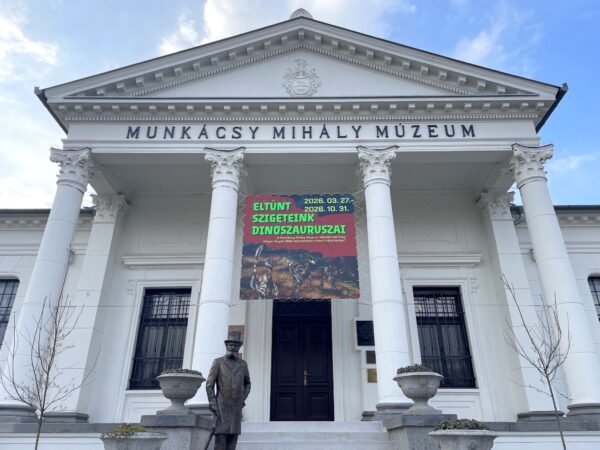 MUNKÁCSY MIHÁLY MÚZEUM
2026. 03. 27.-
2026. 10. 31.
ELTŰNT
SZIGETEINK
DINOSZAURUSZAI